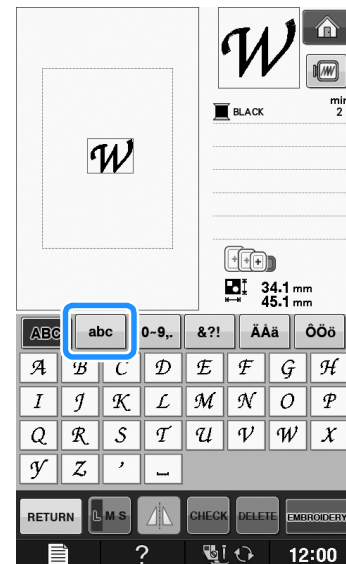 W
BLACK
min
2
W
34.1 mm
45.1 mm
ABC abc 0~9,. &?! ÄÅä ÔÖö
A B C D E F G H
I J K L M N O P
Q R S T U V W X
Y Z ' _
RETURN L M S CHECK DELETE EMBROIDERY
? 12:00